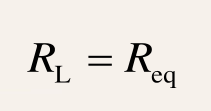 R_L = R_eq